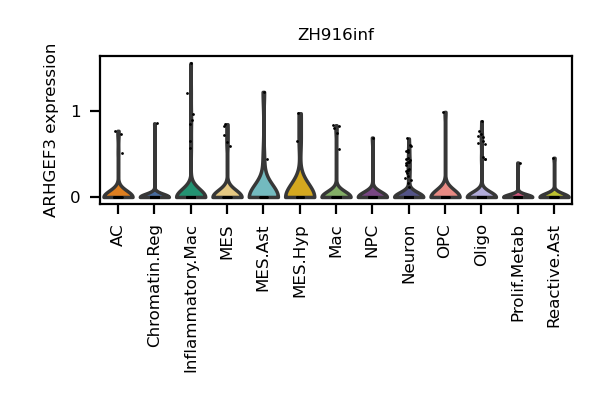 ZH916inf
ARHGEF3 expression
1
0
AC
Chromatin.Reg
Inflammatory.Mac
MES
MES.Ast
MES.Hyp
Mac
NPC
Neuron
OPC
Oligo
Prolif.Metab
Reactive.Ast